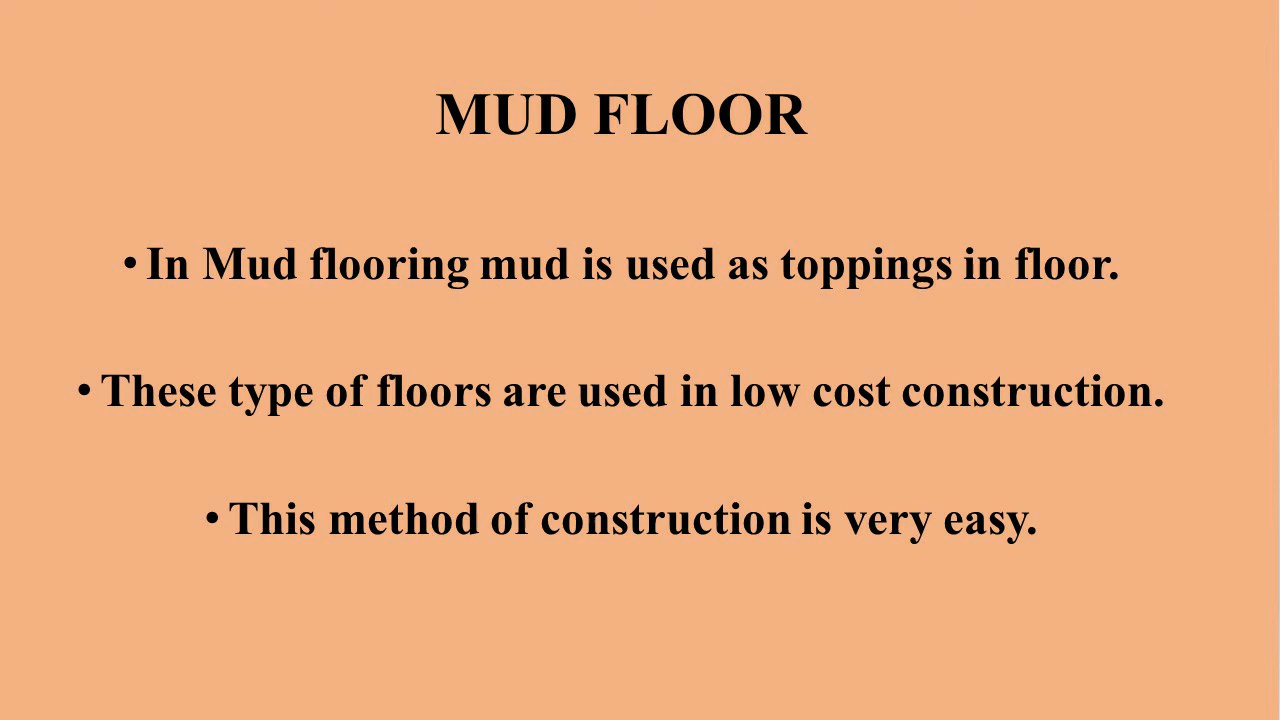 MUD FLOOR
• In Mud flooring mud is used as toppings in floor.
• These type of floors are used in low cost construction.
• This method of construction is very easy.